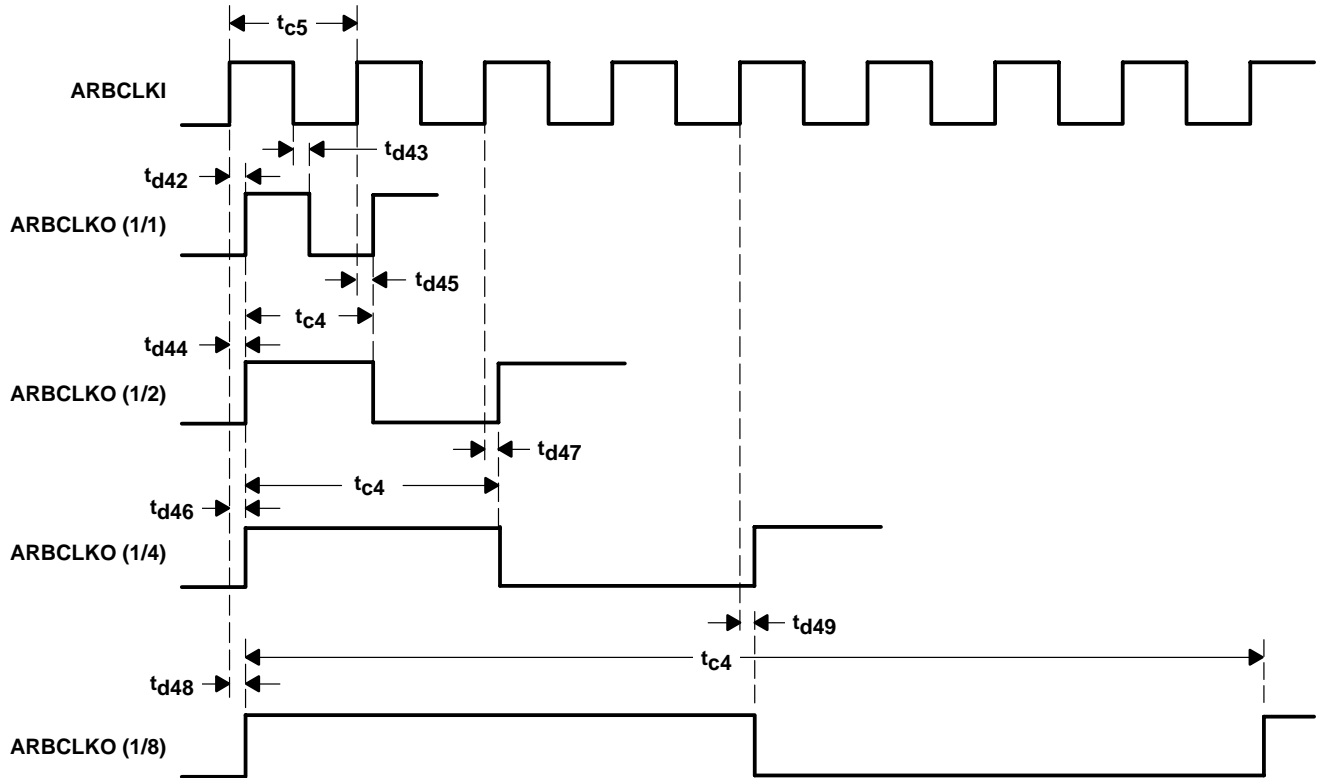 tc5
ARBCLKI
td43
td42
ARBCLKO (1/1)
td45
tc4
td44
ARBCLKO (1/2)
td47
tc4
td46
ARBCLKO (1/4)
td49
tc4
td48
ARBCLKO (1/8)